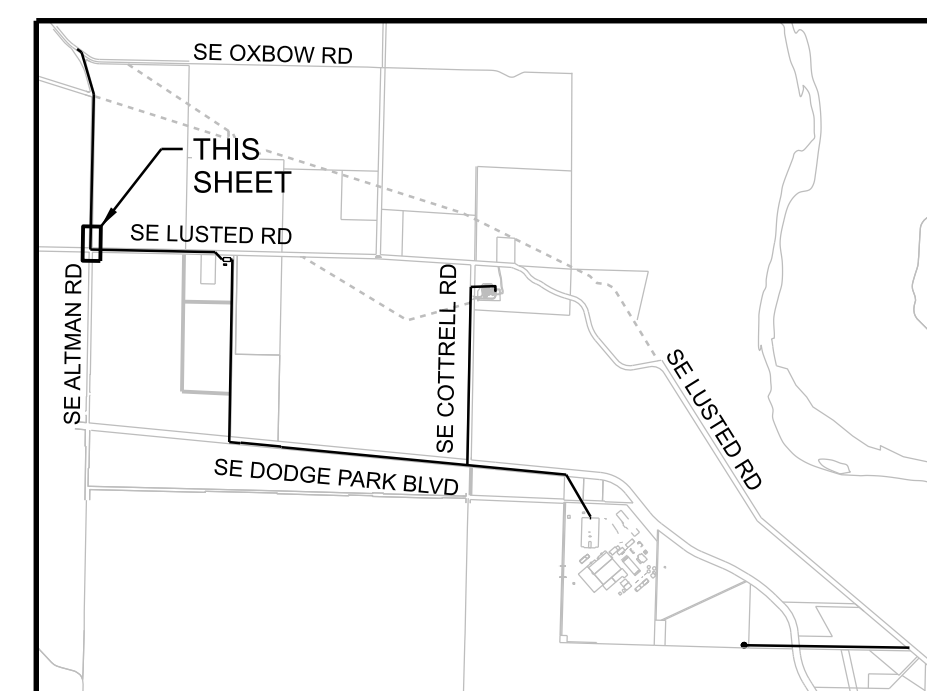 SE OXBOW RD
THIS
SHEET
SE LUSTED RD
SE ALTMAN RD
SE COTTRELL RD
SE LUSTED RD
SE DODGE PARK BLVD